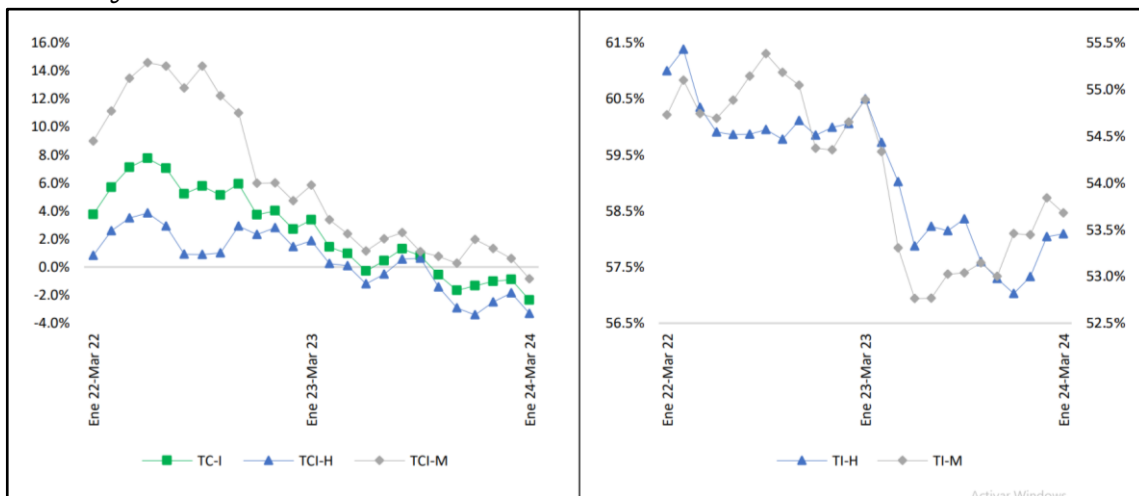 16.0%
14.0%
12.0%
10.0%
8.0%
6.0%
4.0%
2.0%
0.0%
-2.0%
-4.0%
Ene 22-Mar 22
Ene 23-Mar 23
Ene 24-Mar 24
TC-I TCI-H TCI-M
61.5%
60.5%
59.5%
58.5%
57.5%
56.5%
55.5%
55.0%
54.5%
54.0%
53.5%
53.0%
52.5%
Ene 22-Mar 22
Ene 23-Mar 23
Ene 24-Mar 24
TI-H TI-M
Activar Windows